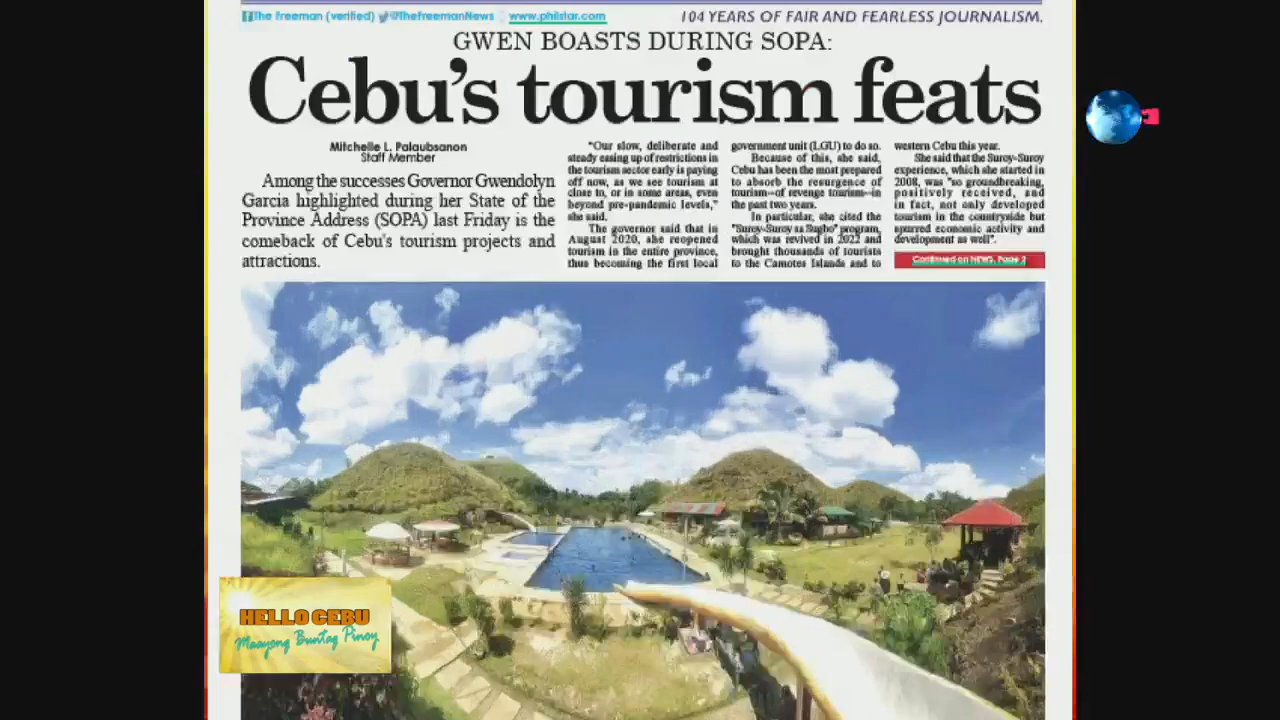 The Freeman (verified) @TheFreemanNews www.philstar.com
104 YEARS OF FAIR AND FEARLESS JOURNALISM.
GWEN BOASTS DURING SOPA:
Cebu's tourism feats
Mitchelle L. Palaubsanon
Staff Member
Among the successes Governor Gwendolyn
Garcia highlighted during her State of the
Province Address (SOPA) last Friday is the
comeback of Cebu's tourism projects and
attractions.
"Our slow, deliberate and
steady easing up of restrictions in
the tourism sector early is paying
off now, as we see tourism at
close to, or in some areas, even
beyond pre-pandemic levels,"
she said.
The governor said that in
August 2020, she reopened
tourism in the entire province,
thus becoming the first local
government unit (LGU) to do so.
Because of this, she said,
Cebu has been the most prepared
to absorb the resurgence of
tourism—of revenge tourism—in
the past two years.
In particular, she cited the
"Suroy-Suroy sa Sugbo" program,
which was revived in 2022 and
brought thousands of tourists
to the Camotes Islands and to
western Cebu this year.
She said that the Suroy-Suroy
experience, which she started in
2008, was "so groundbreaking,
positively received, and
in fact, not only developed
tourism in the countryside but
spurred economic activity and
development as well".
Continued on NEWS, Page 2
HELLO CEBU
Maayong Buntag Pinoy